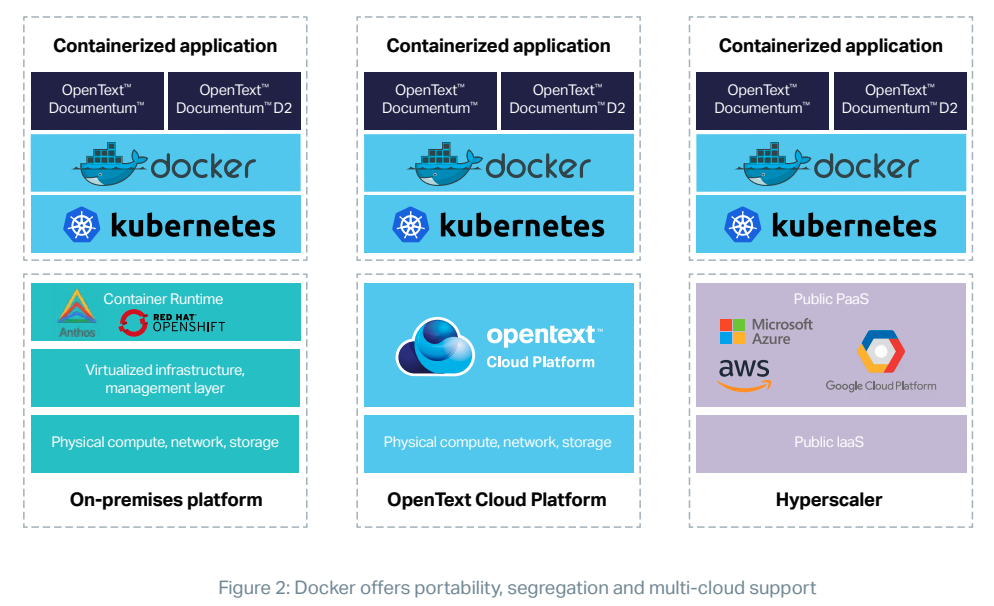 Containerized application
OpenText™
Documentum™
OpenText™
Documentum™ D2
docker
kubernetes
Container Runtime
Anthos
RED HAT®
OPENSHIFT
Virtualized infrastructure,
management layer
Physical compute, network, storage
On-premises platform
Containerized application
OpenText™
Documentum™
OpenText™
Documentum™ D2
docker
kubernetes
opentext™
Cloud Platform
Physical compute, network, storage
OpenText Cloud Platform
Containerized application
OpenText™
Documentum™
OpenText™
Documentum™ D2
docker
kubernetes
Public PaaS
Microsoft
Azure
aws
Google Cloud Platform
Public IaaS
Hyperscaler
Figure 2: Docker offers portability, segregation and multi-cloud support